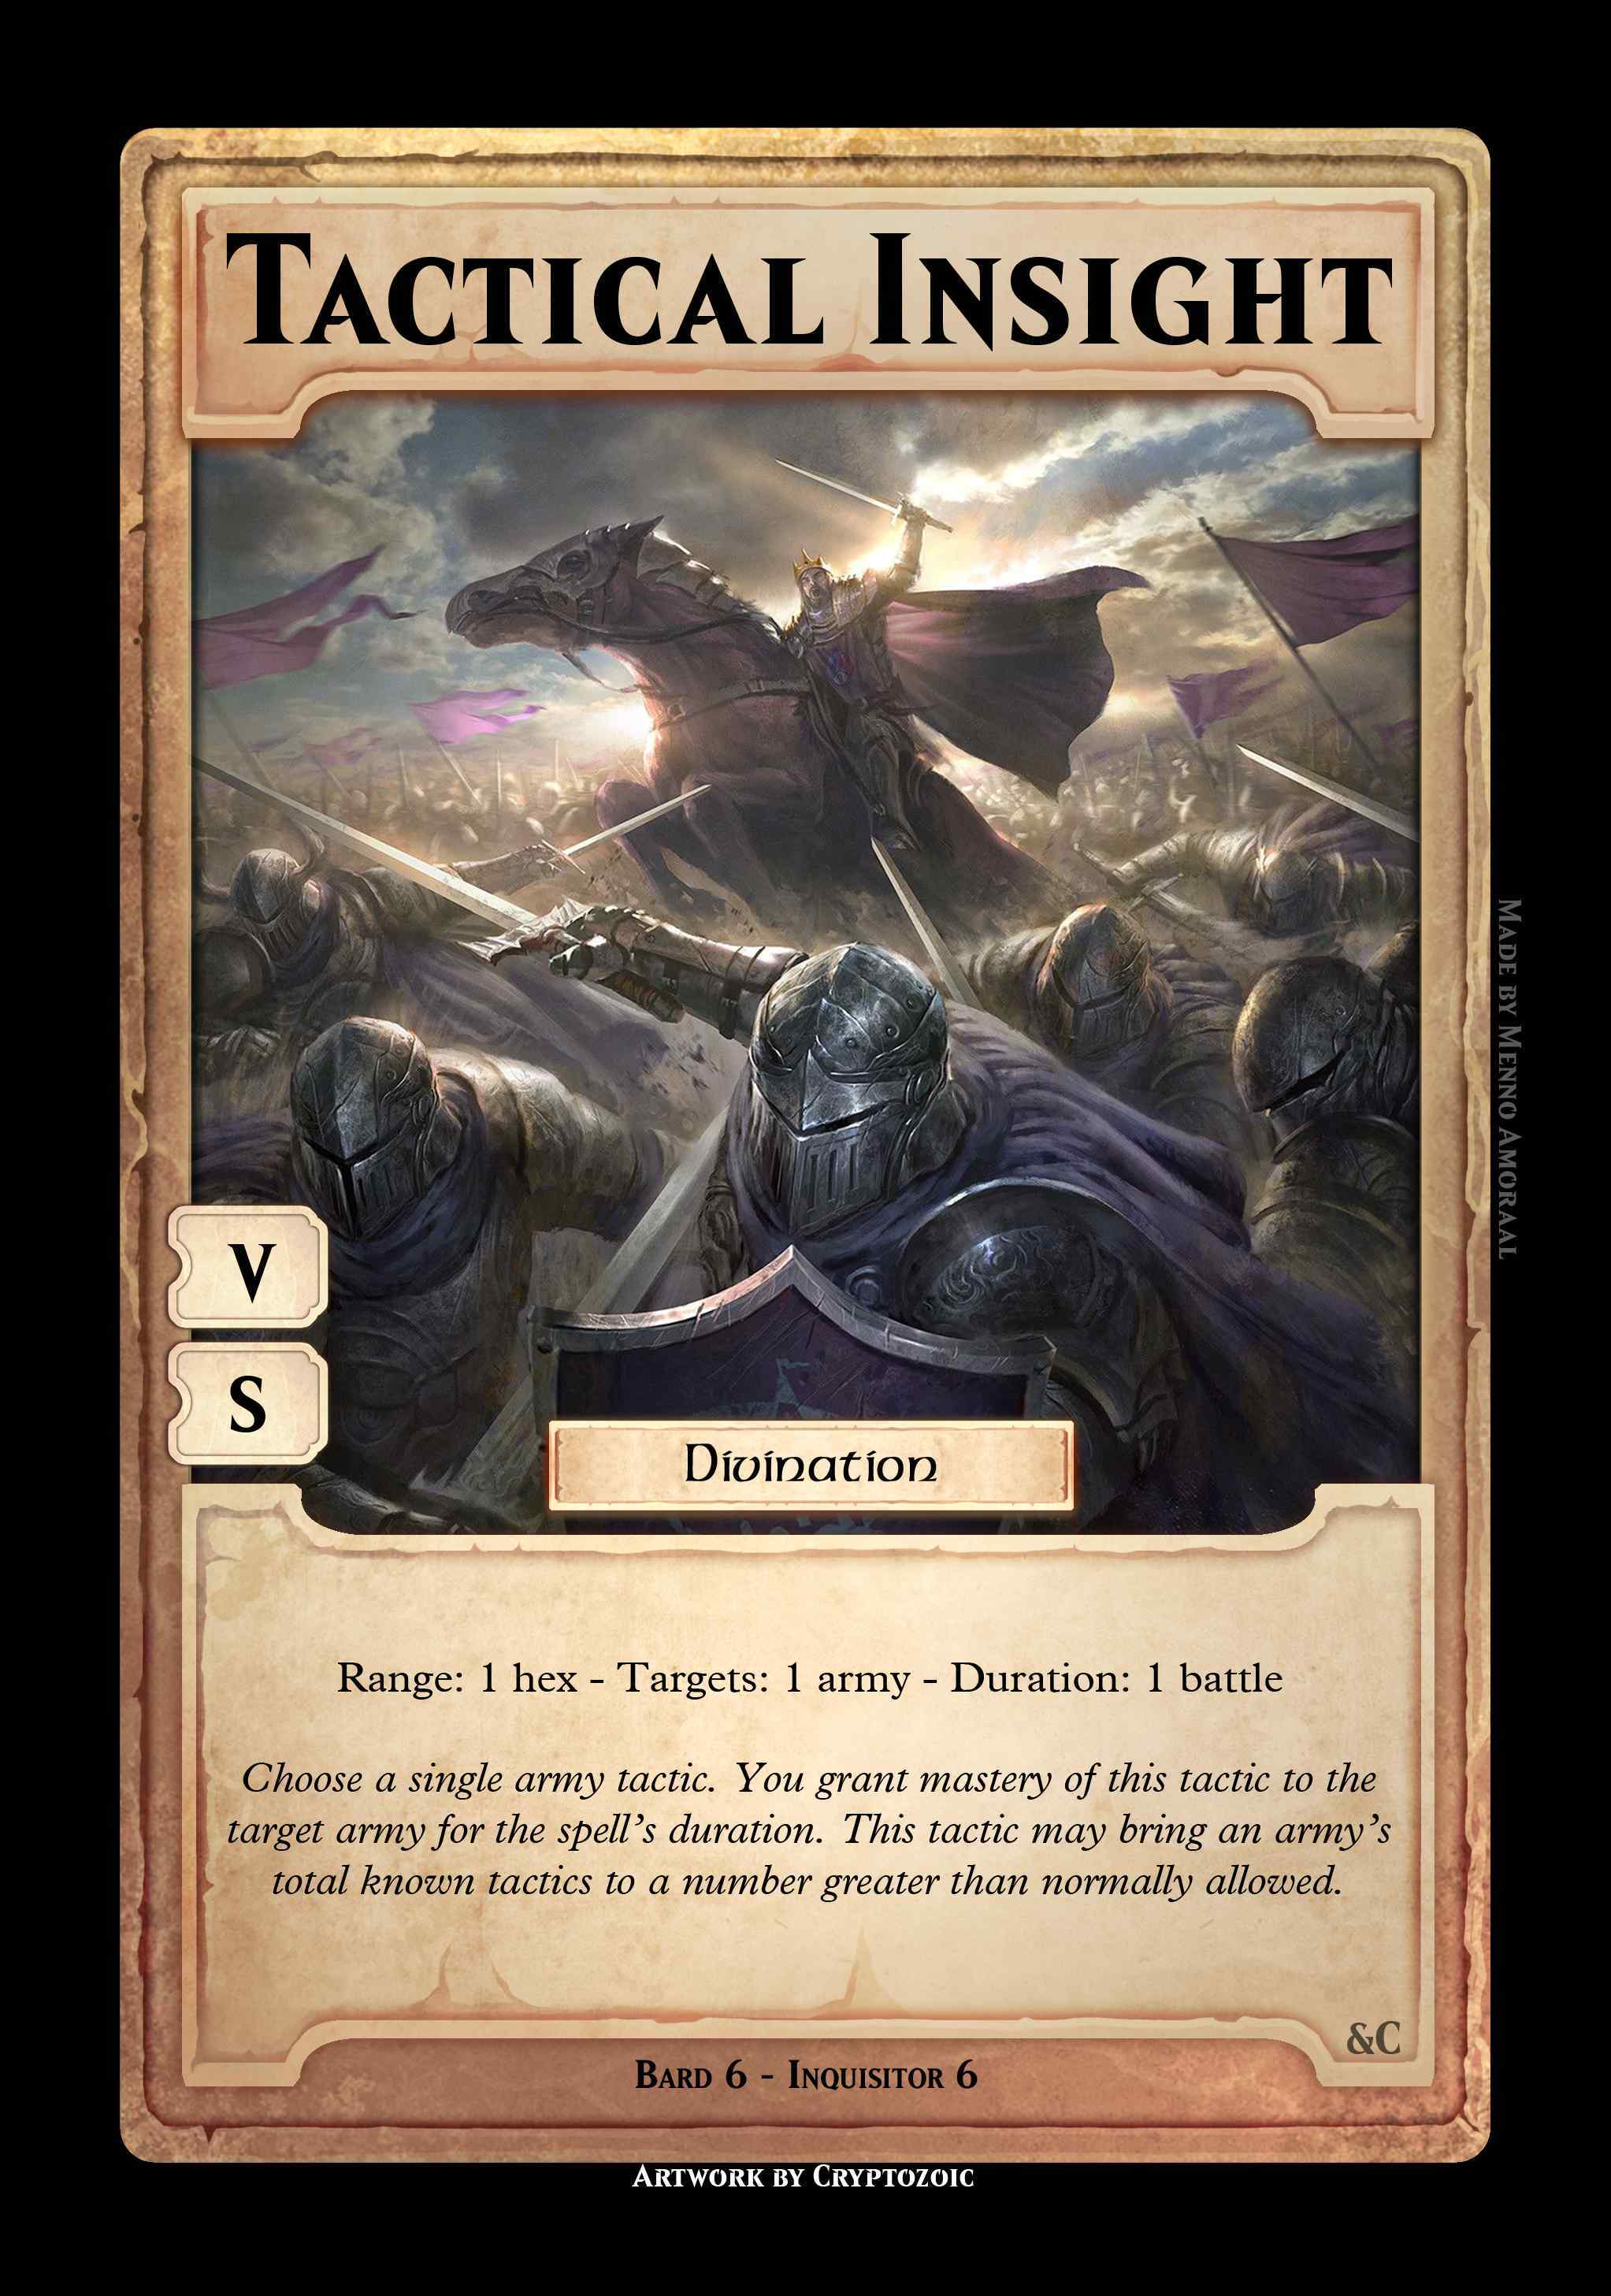 Tactical Insight
V
S
Divination
Range: 1 hex - Targets: 1 army - Duration: 1 battle
Choose a single army tactic. You grant mastery of this tactic to the
target army for the spell's duration. This tactic may bring an army's
total known tactics to a number greater than normally allowed.
&C
Bard 6 - Inquisitor 6
Artwork by Cryptozoic
Made by Menno Amoraal